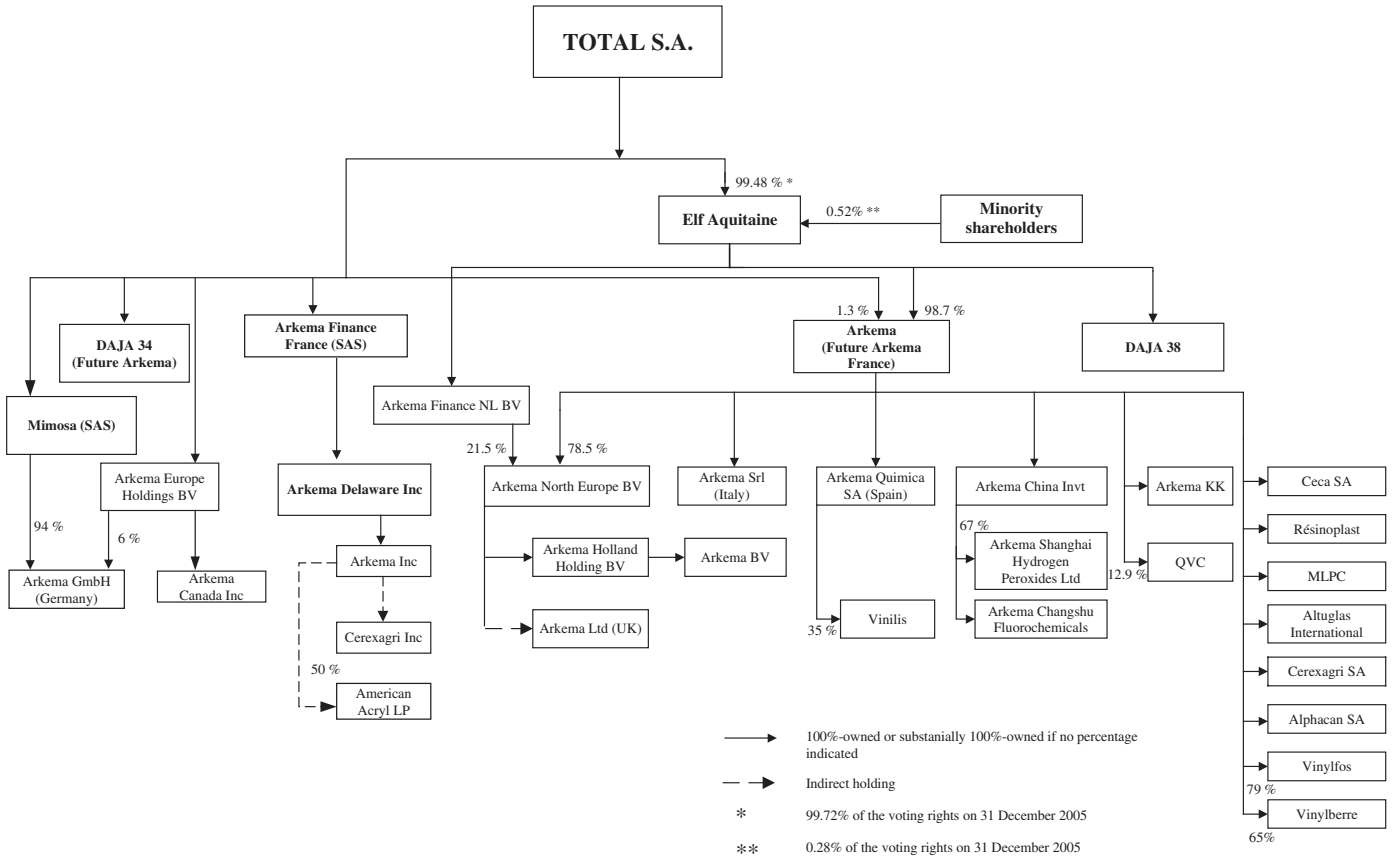 TOTAL S.A.
99.48 % *
Elf Aquitaine
0.52% **
Minority
shareholders
1.3 %
98.7 %
DAJA 34
(Future Arkema)
Arkema Finance
France (SAS)
Arkema
(Future Arkema
France)
DAJA 38
Mimosa (SAS)
Arkema Finance NL BV
21.5 %
78.5 %
Arkema Europe
Holdings BV
Arkema Delaware Inc
Arkema North Europe BV
Arkema Srl
(Italy)
Arkema Quimica
SA (Spain)
Arkema China Invt
Arkema KK
Ceca SA
94 %
6 %
67 %
Résinoplast
Arkema GmbH
(Germany)
Arkema
Canada Inc
Arkema Inc
Arkema Holland
Holding BV
Arkema BV
Arkema Shanghai
Hydrogen
Peroxides Ltd
12.9 %
QVC
MLPC
Cerexagri Inc
Arkema Ltd (UK)
35 %
Vinilis
Arkema Changshu
Fluorochemicals
Altuglas
International
50 %
Cerexagri SA
American
Acryl LP
Alphacan SA
Vinylfos
79 %
Vinylberre
65%
100%-owned or substanially 100%-owned if no percentage
indicated
Indirect holding
* 99.72% of the voting rights on 31 December 2005
** 0.28% of the voting rights on 31 December 2005